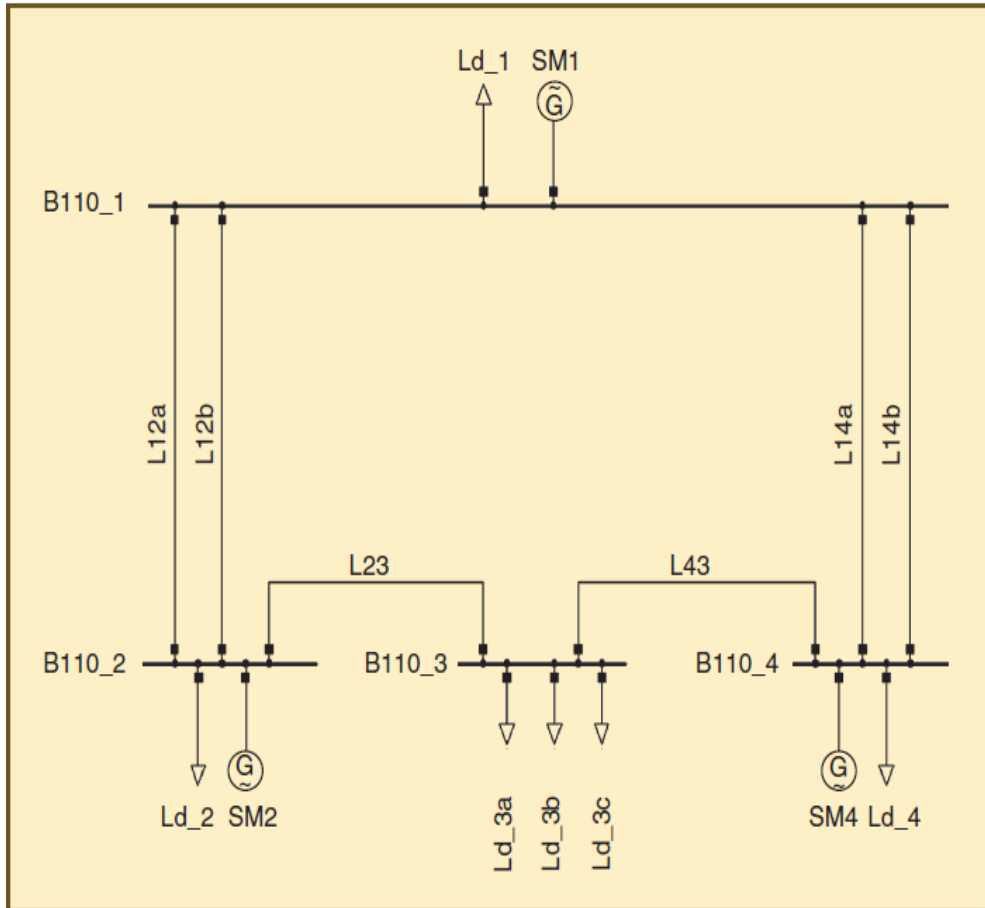 Ld_1 SM1
G
B110_1
L12a
L12b
L14a
L14b
L23
L43
B110_2
B110_3
B110_4
G
G
Ld_2 SM2
Ld_3a
Ld_3b
Ld_3c
SM4 Ld_4